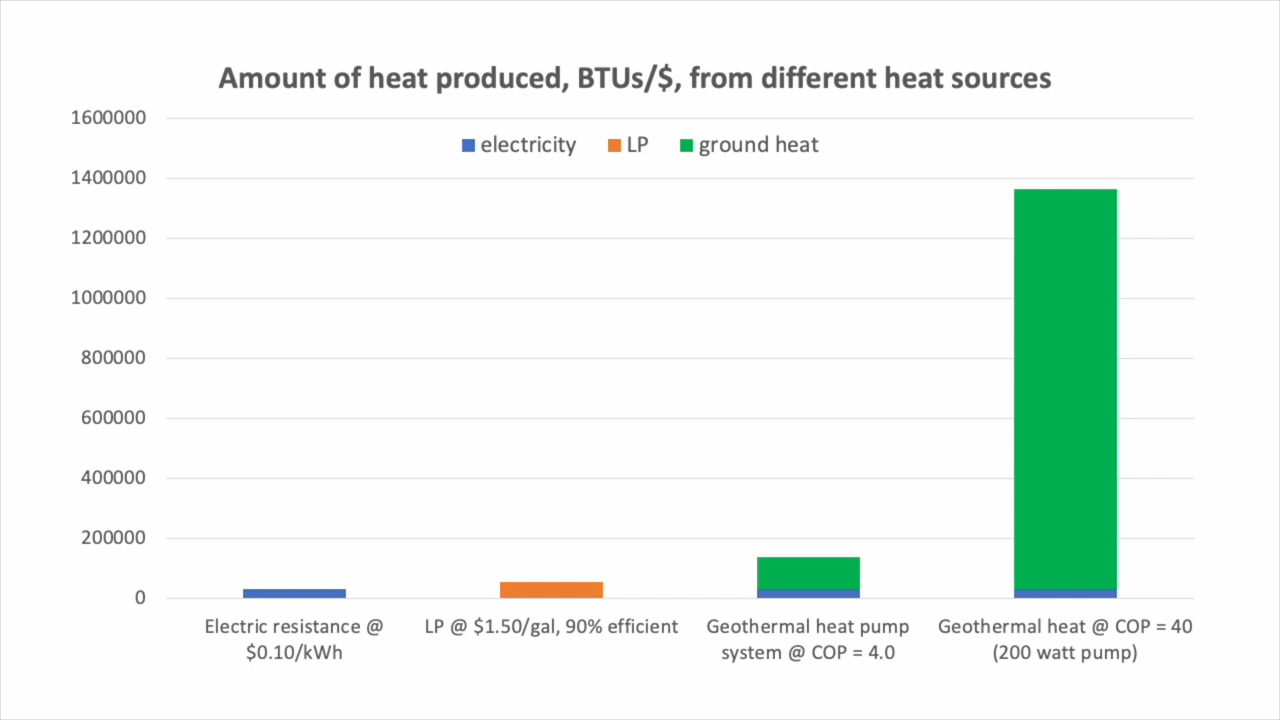 Amount of heat produced, BTUs/$, from different heat sources
1600000
electricity LP ground heat
1400000
1200000
1000000
800000
600000
400000
200000
0
Electric resistance @
$0.10/kWh
LP @ $1.50/gal, 90% efficient
Geothermal heat pump
system @ COP = 4.0
Geothermal heat @ COP = 40
(200 watt pump)